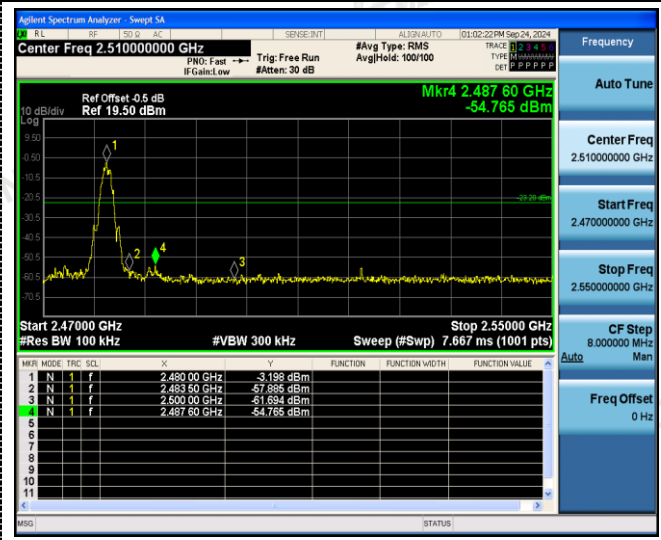 Agilent Spectrum Analyzer - Swept SA
RL RF 50 Ω AC SENSE:INT ALIGNAUTO 01:02:22 PM Sep 24, 2024
Center Freq 2.510000000 GHz
PNO: Fast
IFGain:Low
Trig: Free Run
#Atten: 30 dB
#Avg Type: RMS
Avg|Hold: 100/100
TRACE 1 2 3 4 5 6
TYPE M
DET P P P P P P
Mkr4 2.487 60 GHz
-54.765 dBm
Ref Offset -0.5 dB
10 dB/div Ref 19.50 dBm
Log
9.50
-0.50
-10.5
-20.5
-30.5
-40.5
-50.5
-60.5
-70.5
1
2
4
3
-23.20 dBm
Start 2.47000 GHz Stop 2.55000 GHz
#Res BW 100 kHz #VBW 300 kHz Sweep (#Swp) 7.667 ms (1001 pts)
MKR MODE TRC SCL X Y FUNCTION FUNCTION WIDTH FUNCTION VALUE
1 N 1 f 2.480 00 GHz -3.198 dBm
2 N 1 f 2.483 50 GHz -57.885 dBm
3 N 1 f 2.500 00 GHz -61.694 dBm
4 N 1 f 2.487 60 GHz -54.765 dBm
5
6
7
8
9
10
11
MSG STATUS
Frequency
Auto Tune
Center Freq
2.510000000 GHz
Start Freq
2.470000000 GHz
Stop Freq
2.550000000 GHz
CF Step
8.000000 MHz
Auto Man
Freq Offset
0 Hz